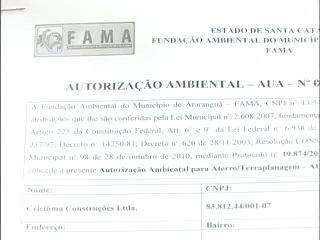 FAMA
ESTADO DE SANTA CATA
FUNDAÇÃO AMBIENTAL DO MUNICÍP
FAMA
AUTORIZAÇÃO AMBIENTAL – AUA – Nº 0
A Fundação Ambiental do Município de Araranguá – FAMA, CNPJ nº 13.5
atribuições que lhe são conferidas pela Lei Municipal nº 2.608/2007, fundamenta
Artigo 225 da Constituição Federal, Art. 6º e 9º da Lei Federal nº 6.938 de
237/97; Decreto nº 14250/81; Decreto nº 620 de 28/11/2003; Resolução CONS
Municipal nº 98 de 28 de outubro de 2010, mediante Protocolo nº 19.874/20
concede a presente Autorização Ambiental para Aterro/Terraplanagem – AU
Nome: CNPJ:
Criciúma Construções Ltda. 83.812.44/001-07
Endereço: Bairro: